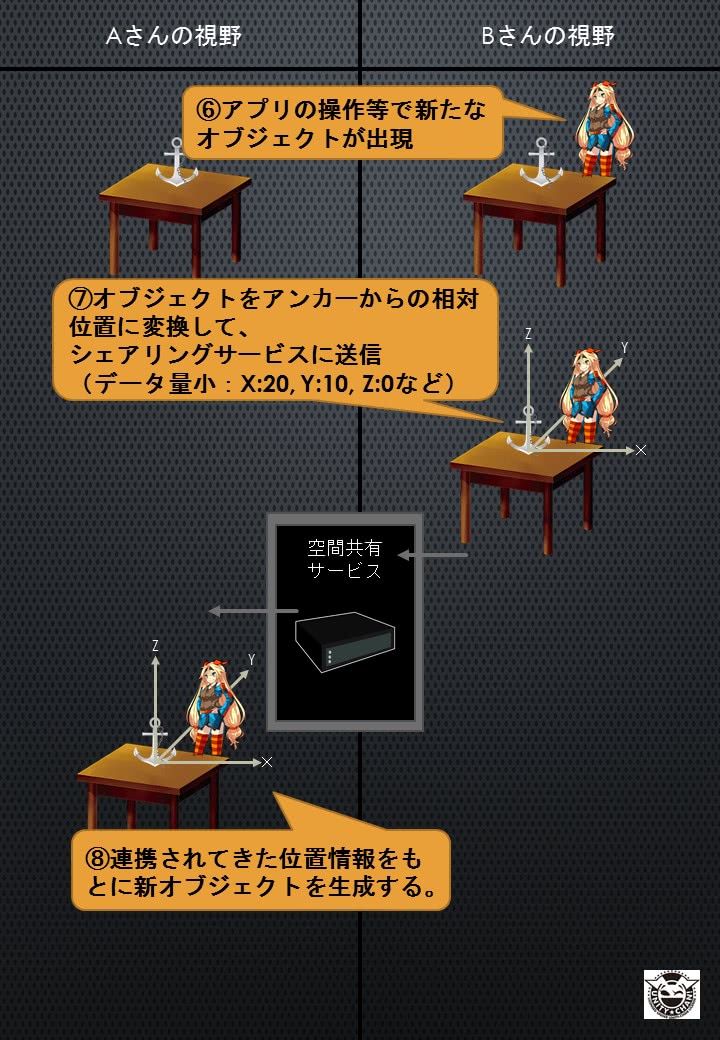 Aさんの視野
Bさんの視野
⑥アプリの操作等で新たな
オブジェクトが出現
⑦オブジェクトをアンカーからの相対
位置に変換して、
シェアリングサービスに送信
（データ量小：X:20, Y:10, Z:0など）
Z
Y
X
空間共有
サービス
Z
Y
X
⑧連携されてきた位置情報をも
とに新オブジェクトを生成する。
UNITY-CHAN!